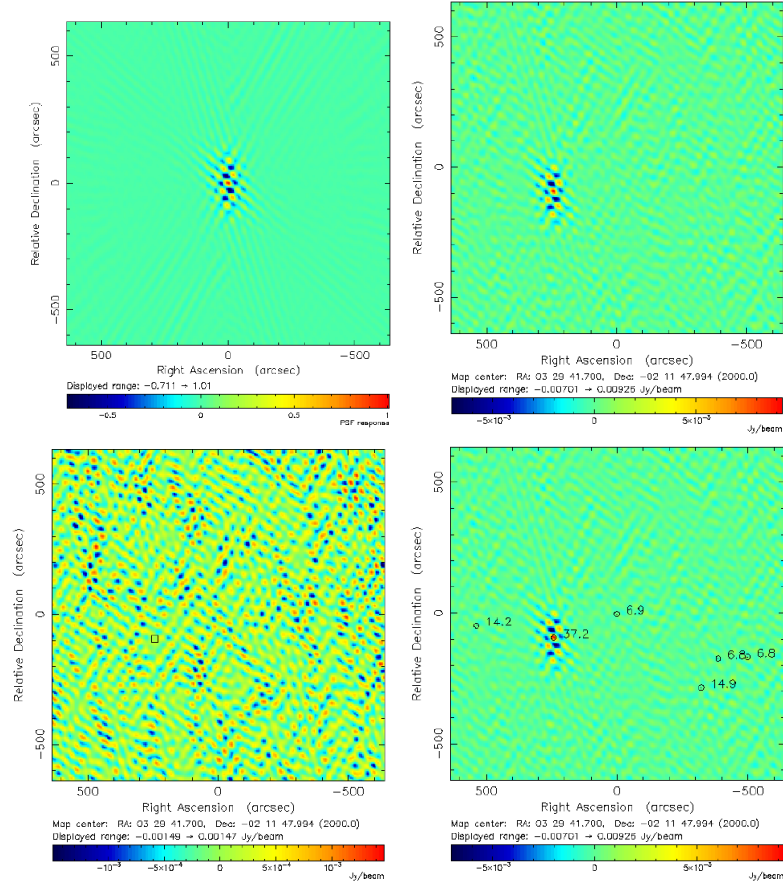 500
0
−500
Relative Declination (arcsec)
500 0 −500
Right Ascension (arcsec)
Displayed range: −0.711 → 1.01
−0.5 0 0.5 1
PSF response
500
0
−500
Relative Declination (arcsec)
500 0 −500
Right Ascension (arcsec)
Map center: RA: 03 29 41.700, Dec: −02 11 47.994 (2000.0)
Displayed range: −0.00701 → 0.00926 Jy/beam
−5×10⁻³ 0 5×10⁻³
Jy/beam
500
0
−500
Relative Declination (arcsec)
500 0 −500
Right Ascension (arcsec)
Map center: RA: 03 29 41.700, Dec: −02 11 47.994 (2000.0)
Displayed range: −0.00149 → 0.00147 Jy/beam
−10⁻³ −5×10⁻⁴ 0 5×10⁻⁴ 10⁻³
Jy/beam
500
0
−500
Relative Declination (arcsec)
6.9
14.2
37.2
6.8 6.8
14.9
500 0 −500
Right Ascension (arcsec)
Map center: RA: 03 29 41.700, Dec: −02 11 47.994 (2000.0)
Displayed range: −0.00701 → 0.00926 Jy/beam
−5×10⁻³ 0 5×10⁻³
Jy/beam